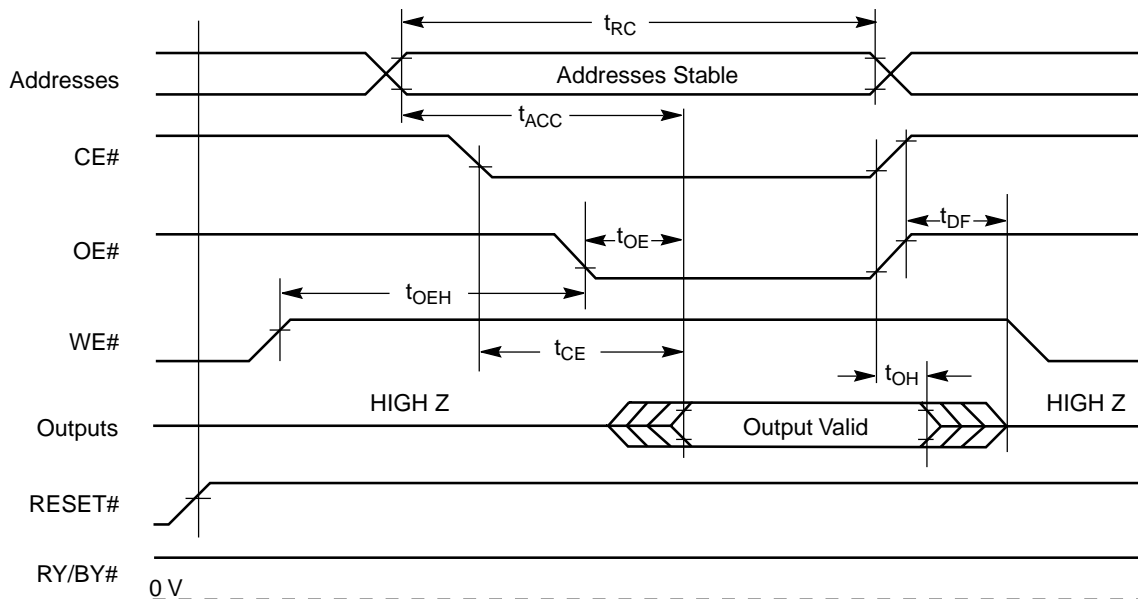 tRC
Addresses
Addresses Stable
tACC
CE#
tDF
OE#
tOE
tOEH
WE#
tCE
tOH
HIGH Z
HIGH Z
Outputs
Output Valid
RESET#
RY/BY#
0 V